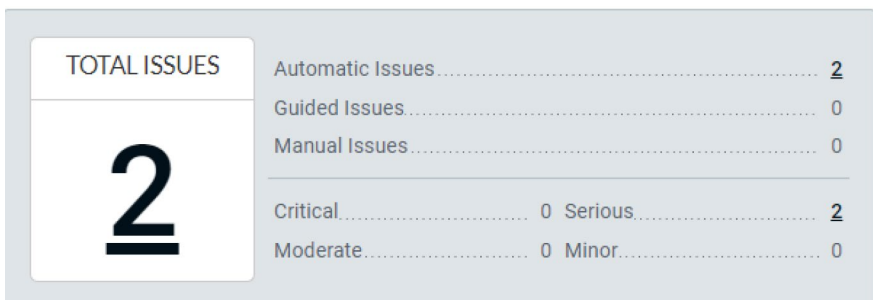 TOTAL ISSUES
2
Automatic Issues 2
Guided Issues 0
Manual Issues 0
Critical 0 Serious 2
Moderate 0 Minor 0